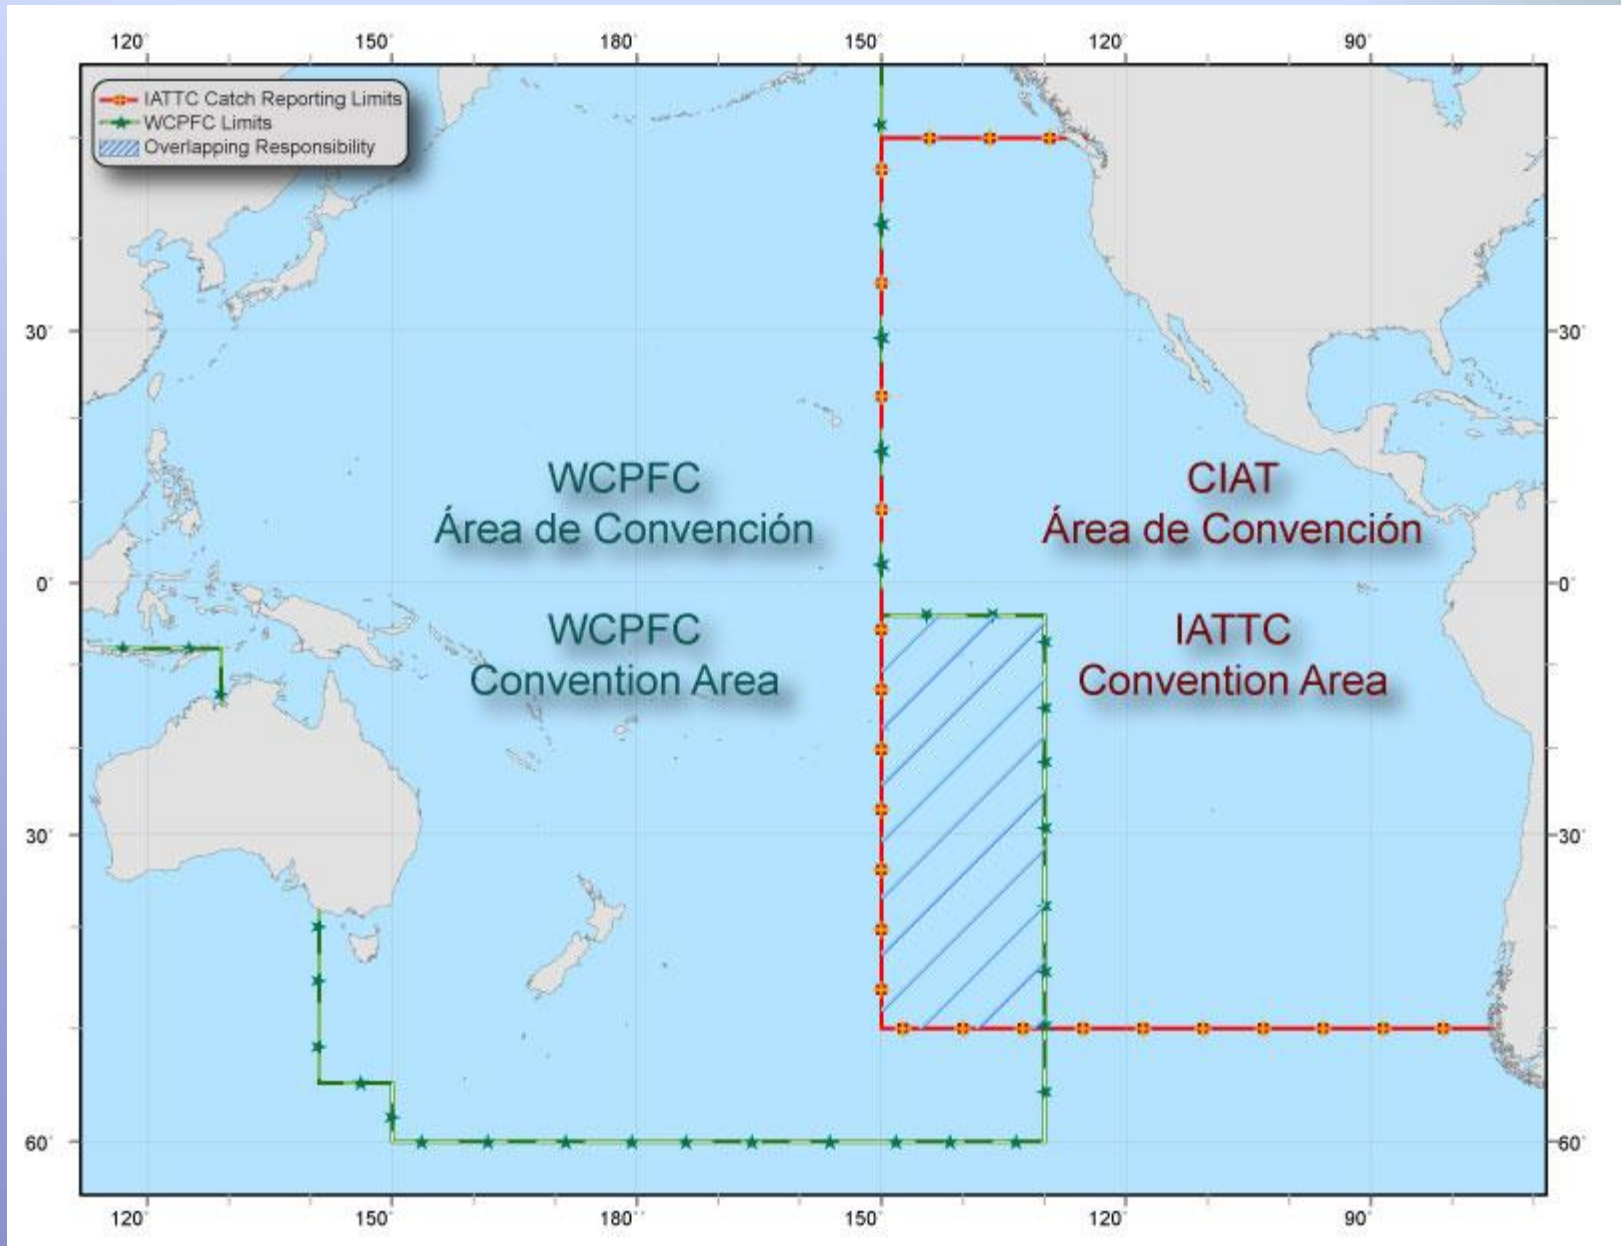 120° 150° 180° 150° 120° 90°
IATTC Catch Reporting Limits
WCPFC Limits
Overlapping Responsibility
30° 30°
WCPFC
Área de Convención
CIAT
Área de Convención
0° 0°
WCPFC
Convention Area
IATTC
Convention Area
30° 30°
60° 60°
120° 150° 180° 150° 120° 90°